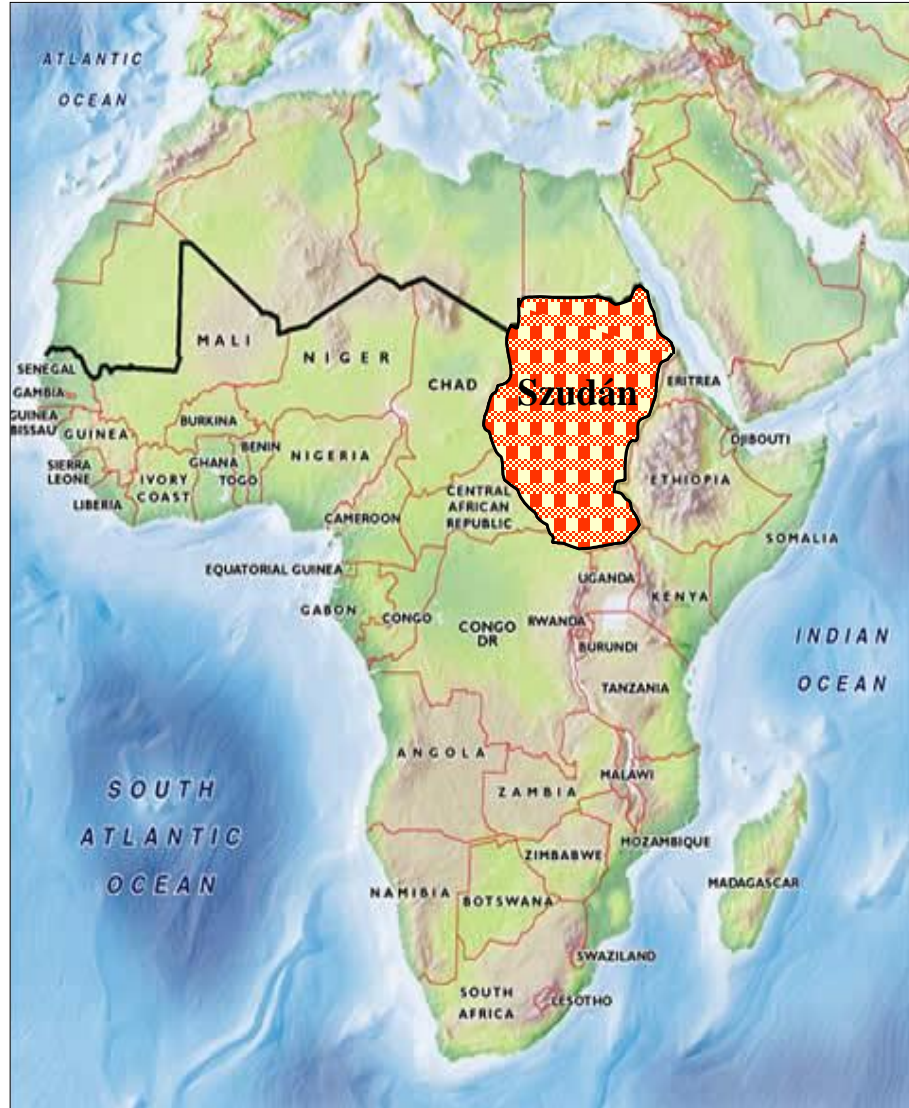 ATLANTIC
OCEAN
MALI
NIGER
CHAD
SENEGAL
GAMBIA
GUINEA
BISSAU
GUINEA
BURKINA
SIERRA
LEONE
LIBERIA
IVORY
COAST
GHANA
TOGO
BENIN
NIGERIA
CAMEROON
CENTRAL
AFRICAN
REPUBLIC
Szudán
ERITREA
DJIBOUTI
ETHIOPIA
SOMALIA
EQUATORIAL GUINEA
GABON
CONGO
CONGO
DR
UGANDA
KENYA
RWANDA
BURUNDI
TANZANIA
INDIAN
OCEAN
ANGOLA
ZAMBIA
MALAWI
MOZAMBIQUE
ZIMBABWE
NAMIBIA
BOTSWANA
MADAGASCAR
SWAZILAND
SOUTH
AFRICA
LESOTHO
SOUTH
ATLANTIC
OCEAN